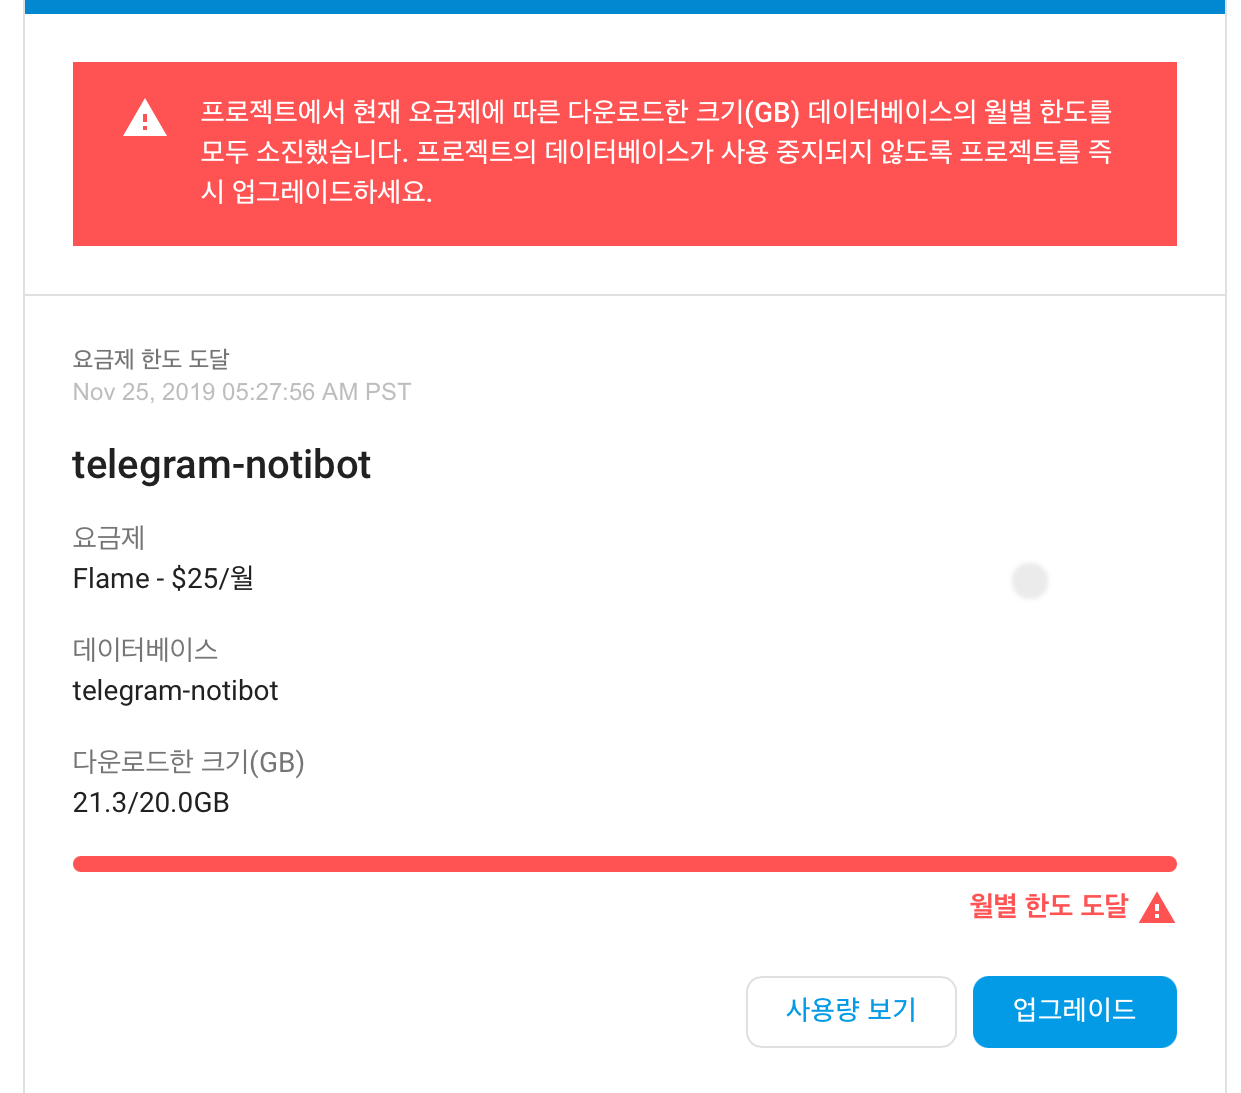 프로젝트에서 현재 요금제에 따른 다운로드한 크기(GB) 데이터베이스의 월별 한도를
모두 소진했습니다. 프로젝트의 데이터베이스가 사용 중지되지 않도록 프로젝트를 즉
시 업그레이드하세요.
요금제 한도 도달
Nov 25, 2019 05:27:56 AM PST
telegram-notibot
요금제
Flame - $25/월
데이터베이스
telegram-notibot
다운로드한 크기(GB)
21.3/20.0GB
월별 한도 도달
사용량 보기
업그레이드